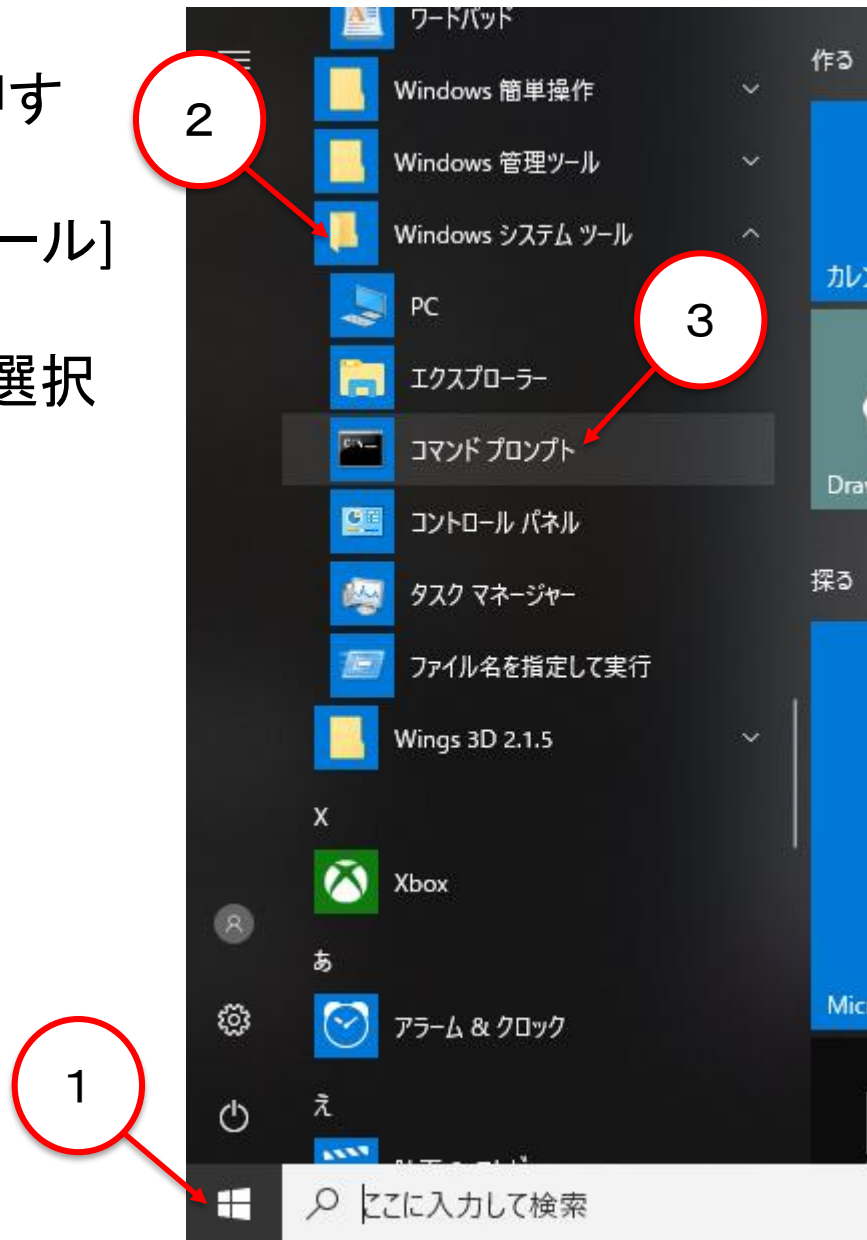 す
ール]
選択
2
3
1
ワードパッド
Windows 簡単操作
Windows 管理ツール
Windows システム ツール
PC
エクスプローラー
コマンド プロンプト
コントロール パネル
タスク マネージャー
ファイル名を指定して実行
Wings 3D 2.1.5
X
Xbox
あ
アラーム & クロック
え
ここに入力して検索
作る
カレン
Draw
探る
Mic